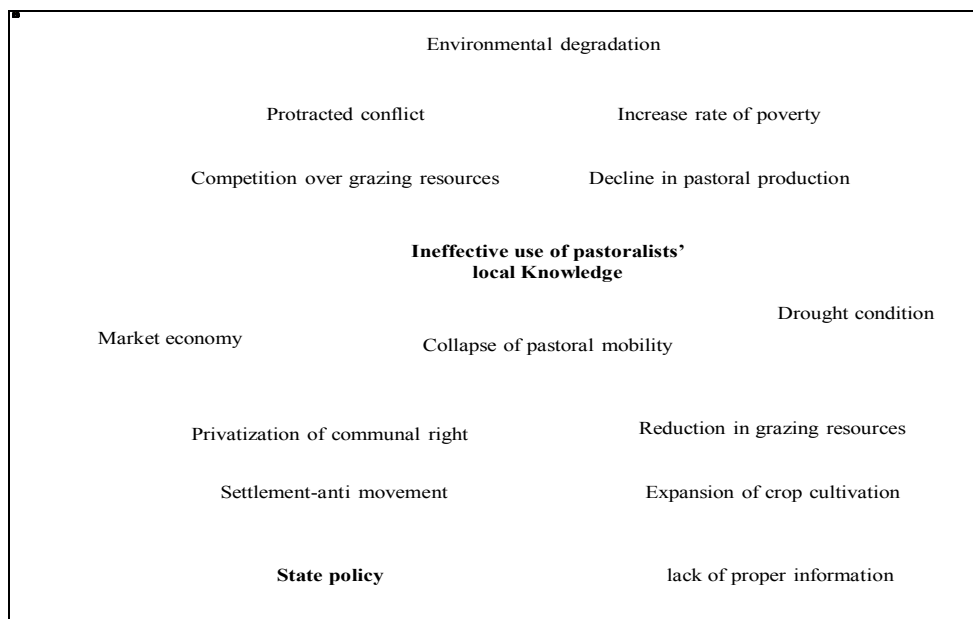 Environmental degradation
Protracted conflict
Increase rate of poverty
Competition over grazing resources
Decline in pastoral production
Ineffective use of pastoralists'
local Knowledge
Drought condition
Market economy
Collapse of pastoral mobility
Privatization of communal right
Reduction in grazing resources
Settlement-anti movement
Expansion of crop cultivation
State policy
lack of proper information